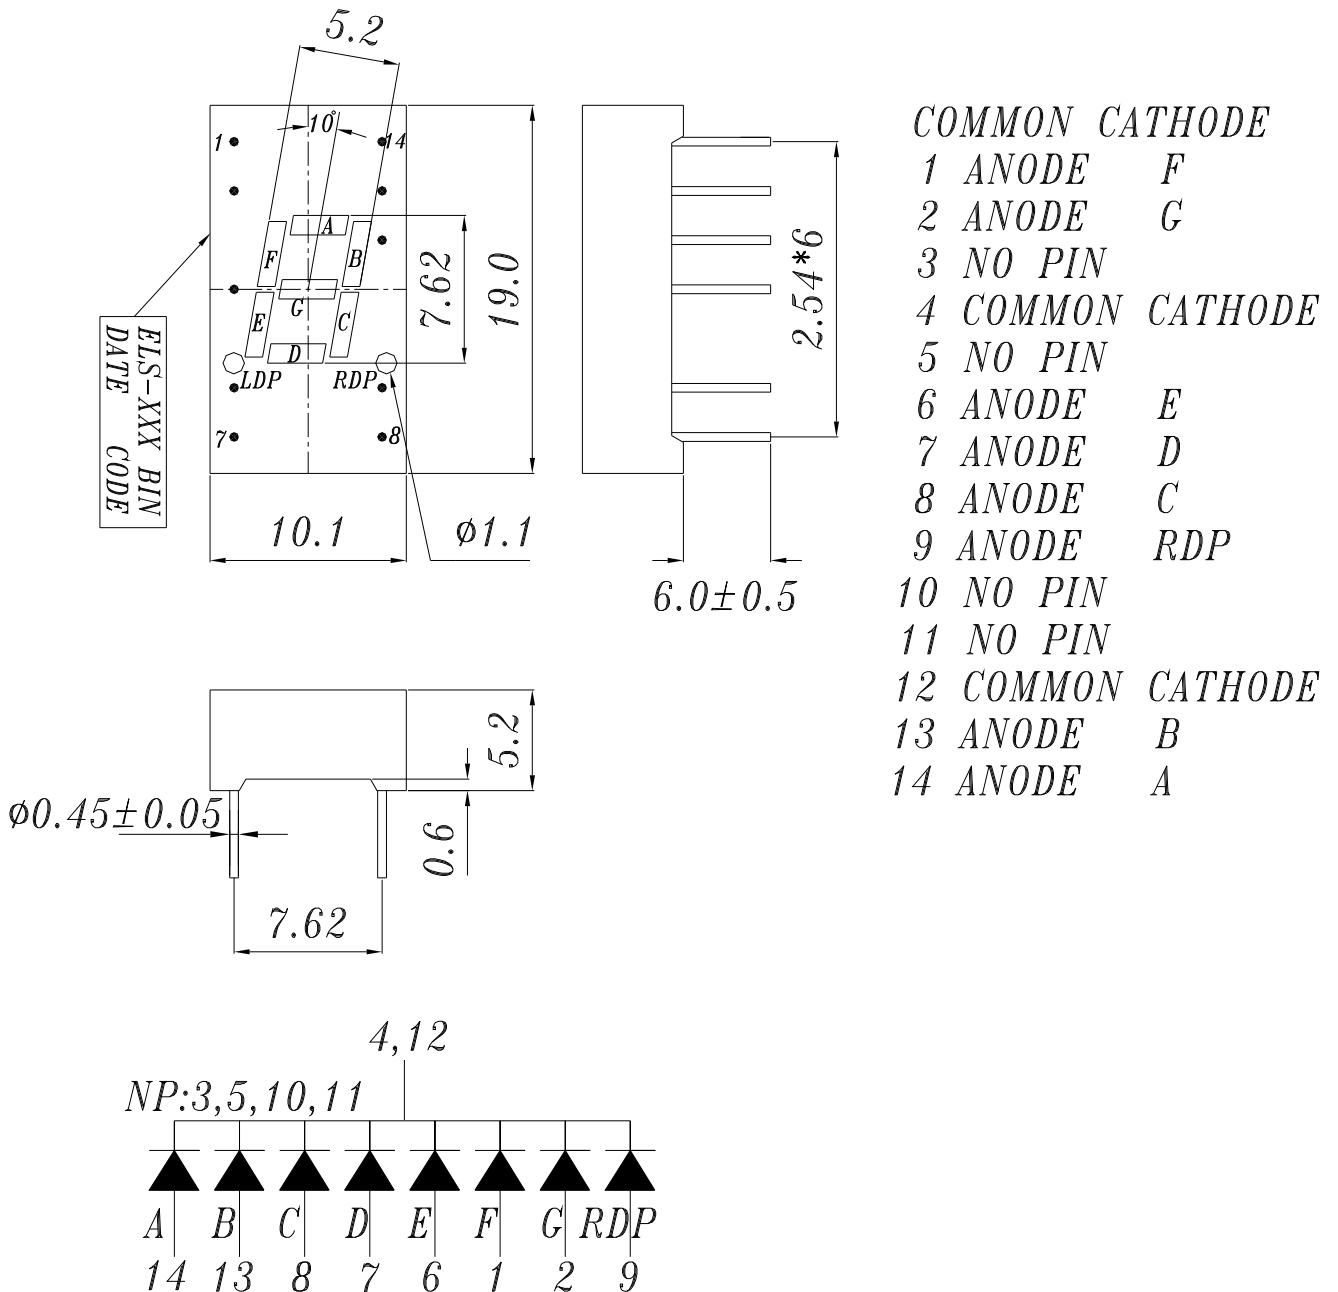 5.2
10°
1
14
A
F
B
G
E
C
D
LDP
RDP
7
8
7.62
19.0
ELS-XXX BIN
DATE CODE
10.1
ø1.1
2.54*6
6.0±0.5
COMMON CATHODE
1 ANODE F
2 ANODE G
3 NO PIN
4 COMMON CATHODE
5 NO PIN
6 ANODE E
7 ANODE D
8 ANODE C
9 ANODE RDP
10 NO PIN
11 NO PIN
12 COMMON CATHODE
13 ANODE B
14 ANODE A
5.2
ø0.45±0.05
0.6
7.62
4,12
NP:3,5,10,11
A B C D E F G RDP
14 13 8 7 6 1 2 9